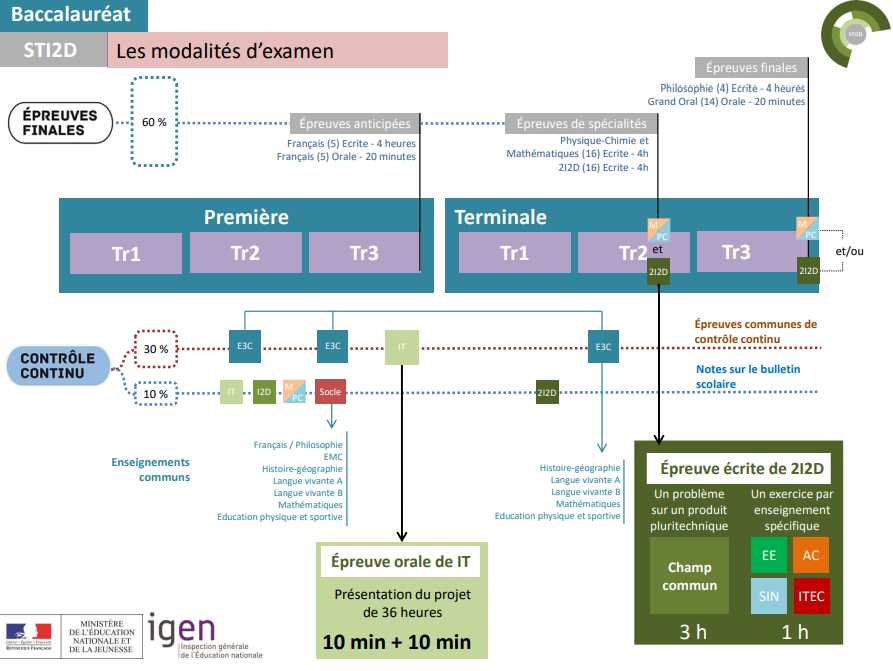 Baccalauréat
STI2D
Les modalités d'examen
STI2D
ÉPREUVES
FINALES
60 %
Épreuves anticipées
Français (5) Ecrite - 4 heures
Français (5) Orale - 20 minutes
Épreuves de spécialités
Physique-Chimie et
Mathématiques (16) Ecrite - 4h
2I2D (16) Ecrite - 4h
Épreuves finales
Philosophie (4) Ecrite - 4 heures
Grand Oral (14) Orale - 20 minutes
Première
Tr1
Tr2
Tr3
Terminale
Tr1
Tr2
Tr3
M
PC
et
2I2D
M
PC
2I2D
et/ou
CONTRÔLE
CONTINU
30 %
E3C
E3C
IT
E3C
Épreuves communes de
contrôle continu
10 %
IT
I2D
M
PC
Socle
2I2D
Notes sur le bulletin
scolaire
Enseignements
communs
Français / Philosophie
EMC
Histoire-géographie
Langue vivante A
Langue vivante B
Mathématiques
Education physique et sportive
Histoire-géographie
Langue vivante A
Langue vivante B
Mathématiques
Education physique et sportive
Épreuve orale de IT
Présentation du projet
de 36 heures
10 min + 10 min
Épreuve écrite de 2I2D
Un problème
sur un produit
pluritechnique
Champ
commun
3 h
Un exercice par
enseignement
spécifique
EE
AC
SIN
ITEC
1 h
Liberté • Égalité • Fraternité
RÉPUBLIQUE FRANÇAISE
MINISTÈRE
DE L'ÉDUCATION
NATIONALE ET
DE LA JEUNESSE
igen
Inspection générale
de l'Éducation nationale